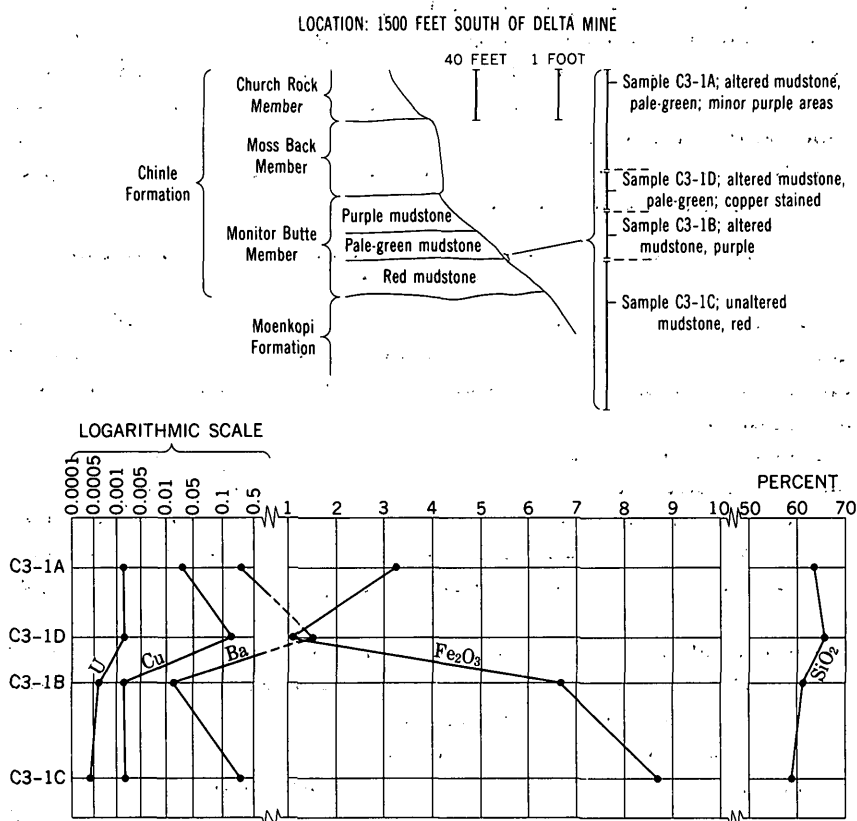 LOCATION: 1500 FEET SOUTH OF DELTA MINE
40 FEET
1 FOOT
Church Rock
Member
Moss Back
Member
Chinle
Formation
Monitor Butte
Member
Purple mudstone
Pale-green mudstone
Red mudstone
Moenkopi
Formation
Sample C3-1A; altered mudstone,
pale-green; minor purple areas
Sample C3-1D; altered mudstone,
pale-green; copper stained
Sample C3-1B; altered
mudstone, purple
Sample C3-1C; unaltered
mudstone, red
LOGARITHMIC SCALE
PERCENT
0.0001 0.0005 0.001 0.005 0.01 0.05 0.1 0.5 1 2 3 4 5 6 7 8 9 10 50 60 70
C3-1A
C3-1D
U Cu Ba Fe2O3 SiO2
C3-1B
C3-1C